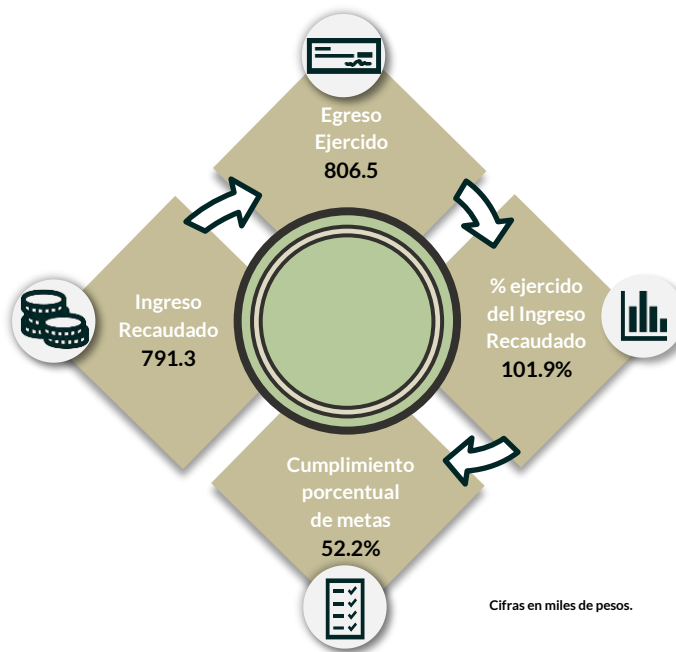 Egreso
Ejercido
806.5
Ingreso
Recaudado
791.3
% ejercido
del Ingreso
Recaudado
101.9%
Cumplimiento
porcentual
de metas
52.2%
Cifras en miles de pesos.